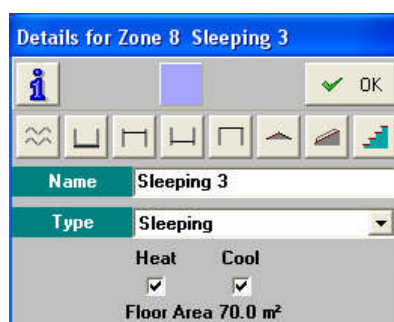 Details for Zone 8 Sleeping 3
i
OK
Name Sleeping 3
Type Sleeping
Heat Cool
Floor Area 70.0 m²